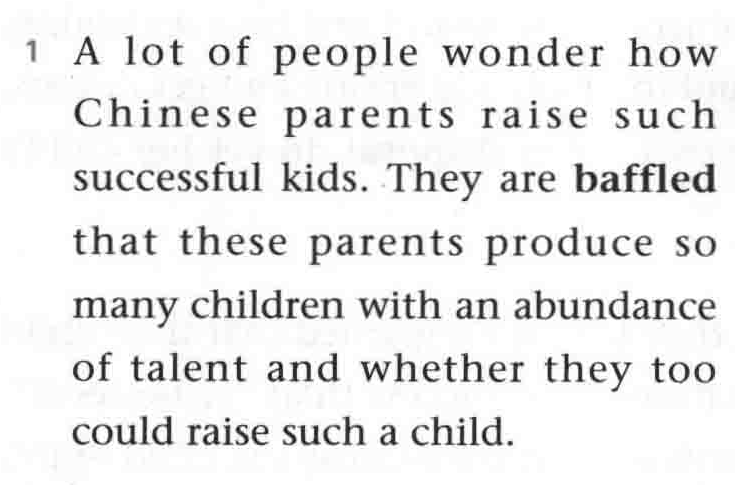 1 A lot of people wonder how
Chinese parents raise such
successful kids. They are baffled
that these parents produce so
many children with an abundance
of talent and whether they too
could raise such a child.